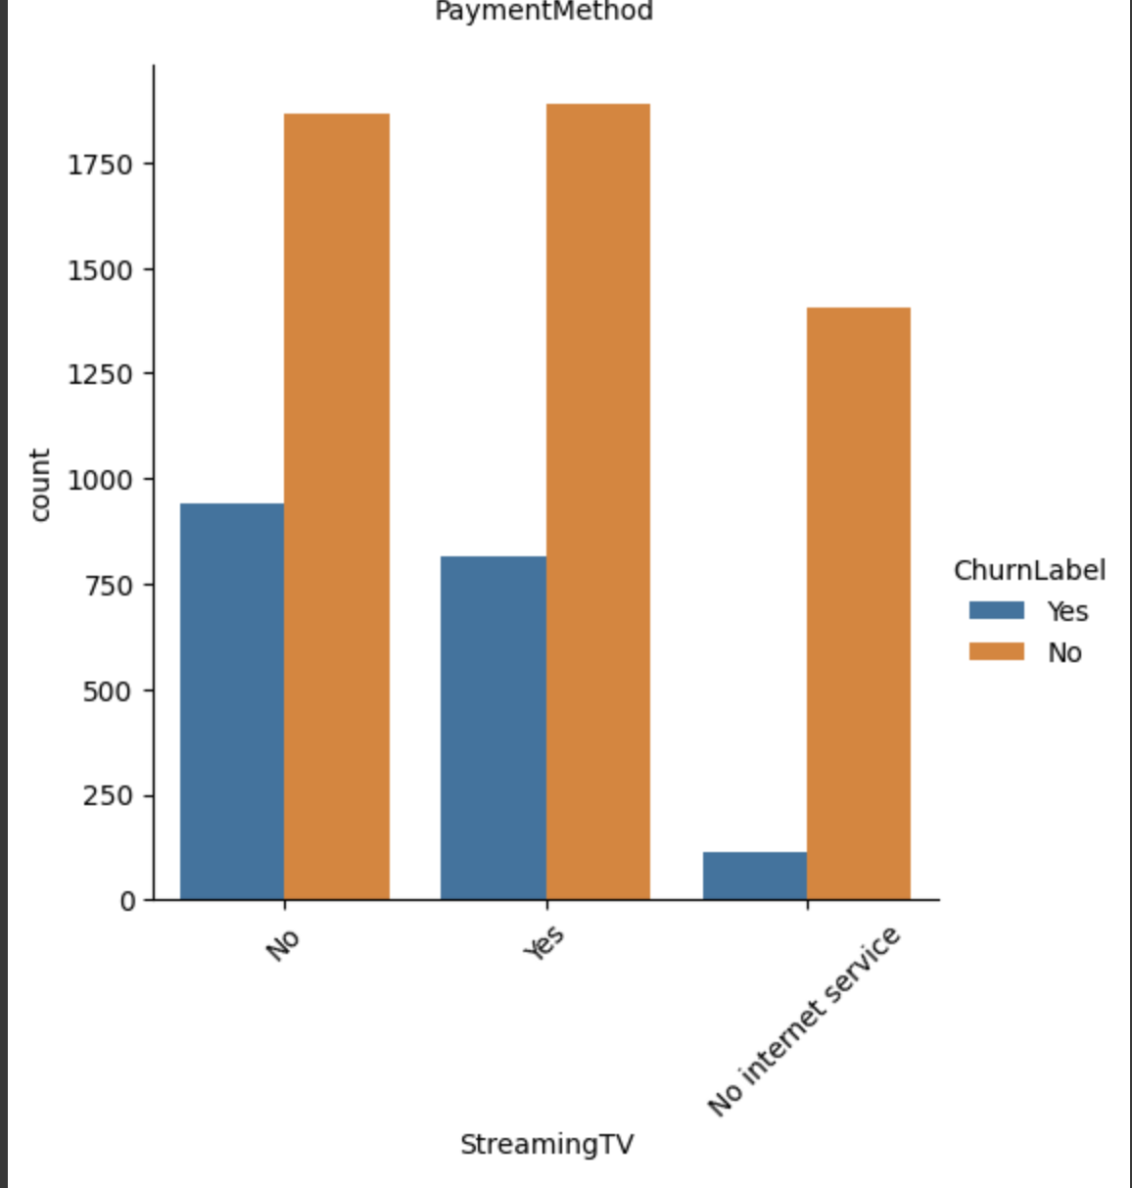 PaymentMethod
1750
1500
1250
1000
750
500
250
0
count
No
Yes
No internet service
StreamingTV
ChurnLabel
Yes
No